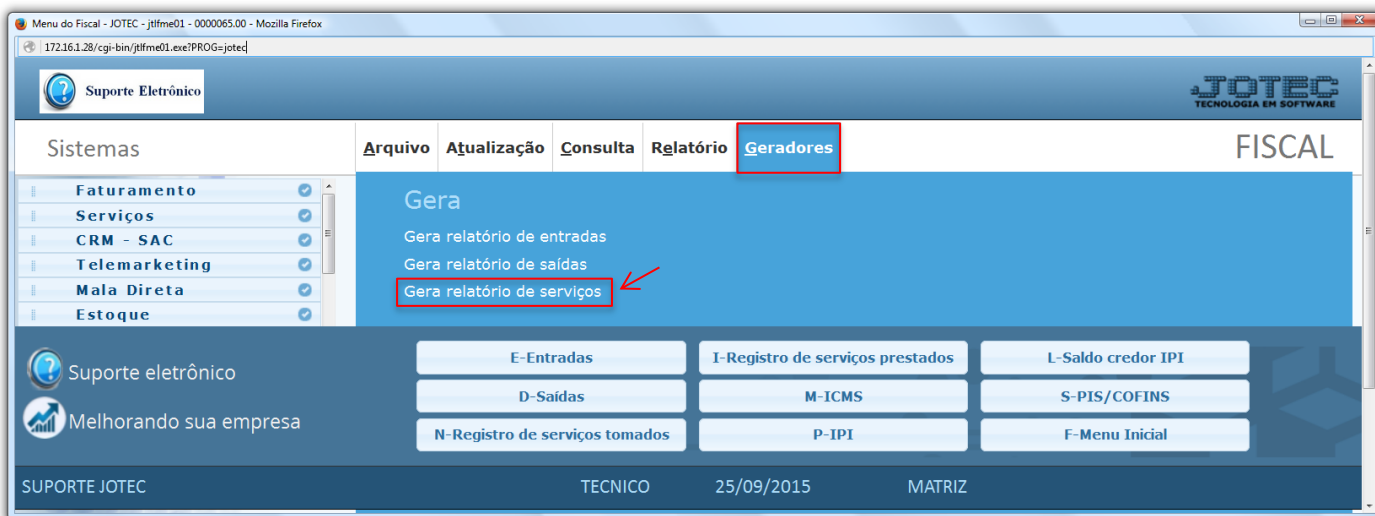 Menu do Fiscal - JOTEC - jtlfme01 - 0000065.00 - Mozilla Firefox
172.16.1.28/cgi-bin/jtlfme01.exe?PROG=jotec
Suporte Eletrônico
JOTEC
TECNOLOGIA EM SOFTWARE
Sistemas
Arquivo Atualização Consulta Relatório Geradores
FISCAL
Faturamento
Serviços
CRM - SAC
Telemarketing
Mala Direta
Estoque
Gera
Gera relatório de entradas
Gera relatório de saídas
Gera relatório de serviços
Suporte eletrônico
Melhorando sua empresa
E-Entradas I-Registro de serviços prestados L-Saldo credor IPI
D-Saídas M-ICMS S-PIS/COFINS
N-Registro de serviços tomados P-IPI F-Menu Inicial
SUPORTE JOTEC TECNICO 25/09/2015 MATRIZ